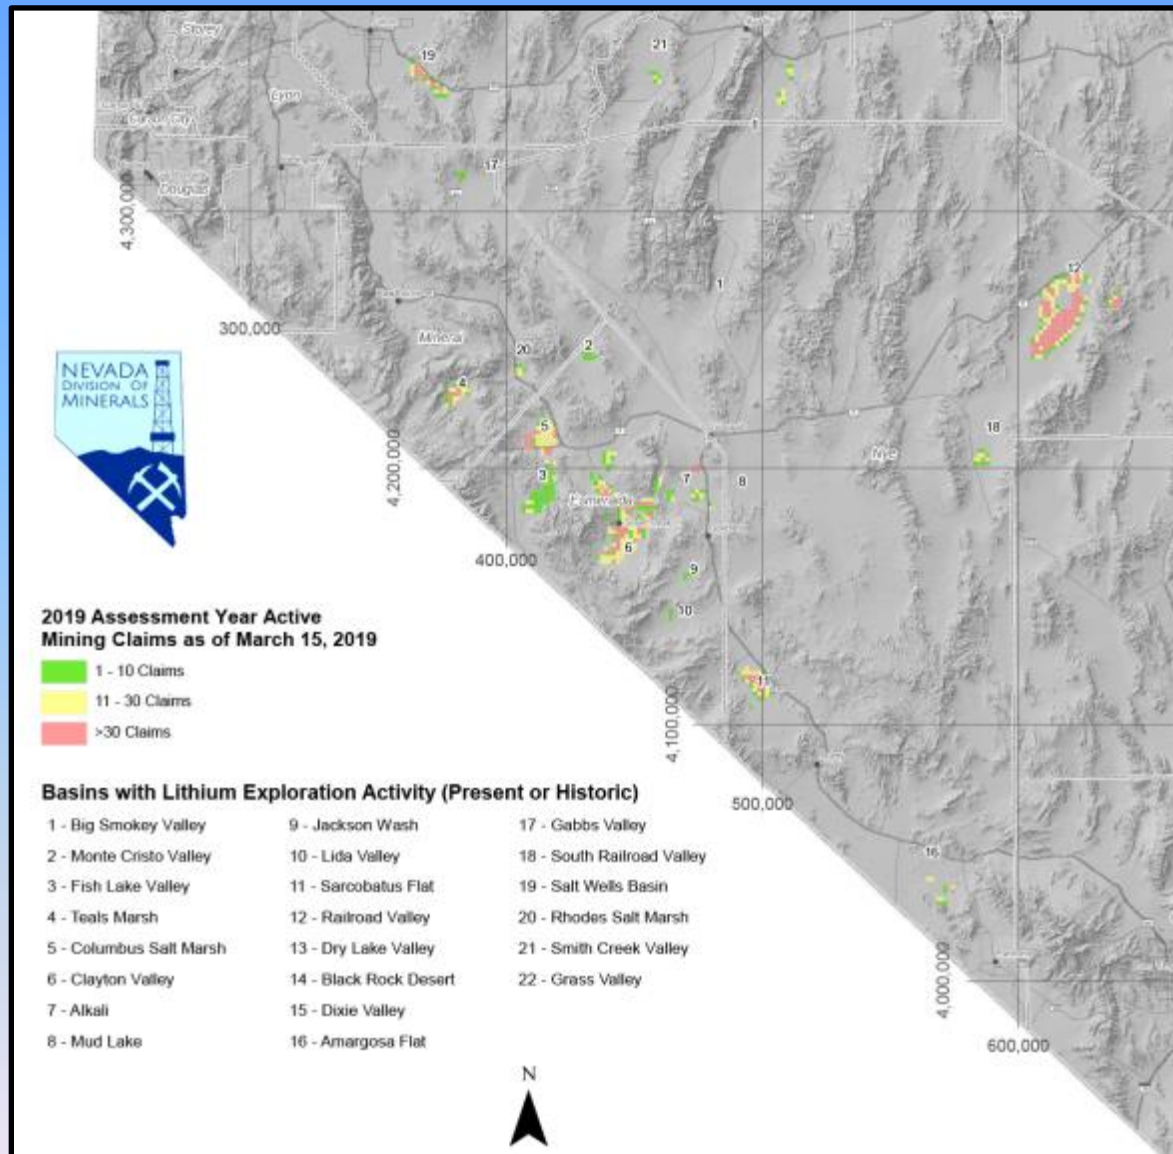 Storey
19
21
Lyon
1
17
Douglas
4,300,000
12
1
300,000
Mineral
20
2
4
NEVADA
DIVISION OF
MINERALS
5
18
Nye
4,200,000
3
7
8
Esmeralda
6
400,000
9
10
2019 Assessment Year Active
Mining Claims as of March 15, 2019
1 - 10 Claims
11 - 30 Claims
>30 Claims
11
4,100,000
500,000
Basins with Lithium Exploration Activity (Present or Historic)
1 - Big Smokey Valley
2 - Monte Cristo Valley
3 - Fish Lake Valley
4 - Teals Marsh
5 - Columbus Salt Marsh
6 - Clayton Valley
7 - Alkali
8 - Mud Lake
9 - Jackson Wash
10 - Lida Valley
11 - Sarcobatus Flat
12 - Railroad Valley
13 - Dry Lake Valley
14 - Black Rock Desert
15 - Dixie Valley
16 - Amargosa Flat
17 - Gabbs Valley
18 - South Railroad Valley
19 - Salt Wells Basin
20 - Rhodes Salt Marsh
21 - Smith Creek Valley
22 - Grass Valley
16
4,000,000
600,000
N